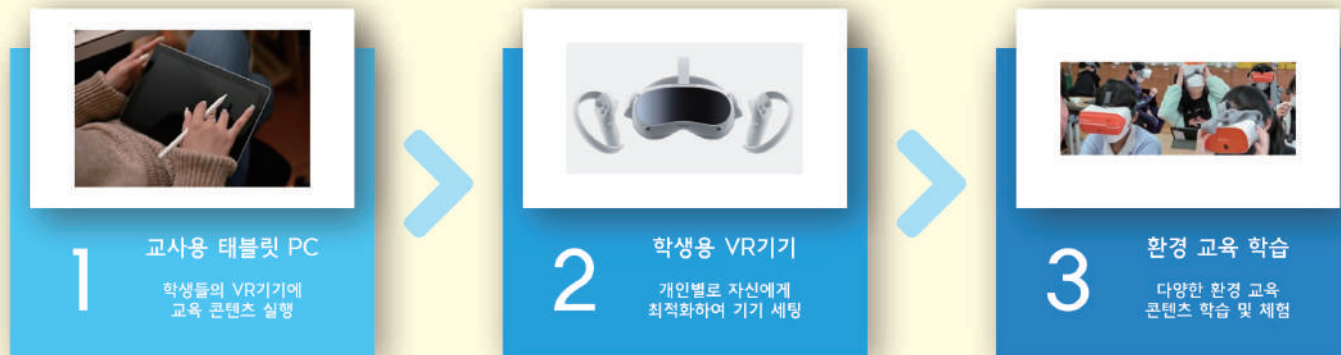 1
교사용 태블릿 PC
학생들의 VR기기에
교육 콘텐츠 실행
2
학생용 VR기기
개인별로 자신에게
최적화하여 기기 세팅
3
환경 교육 학습
다양한 환경 교육
콘텐츠 학습 및 체험